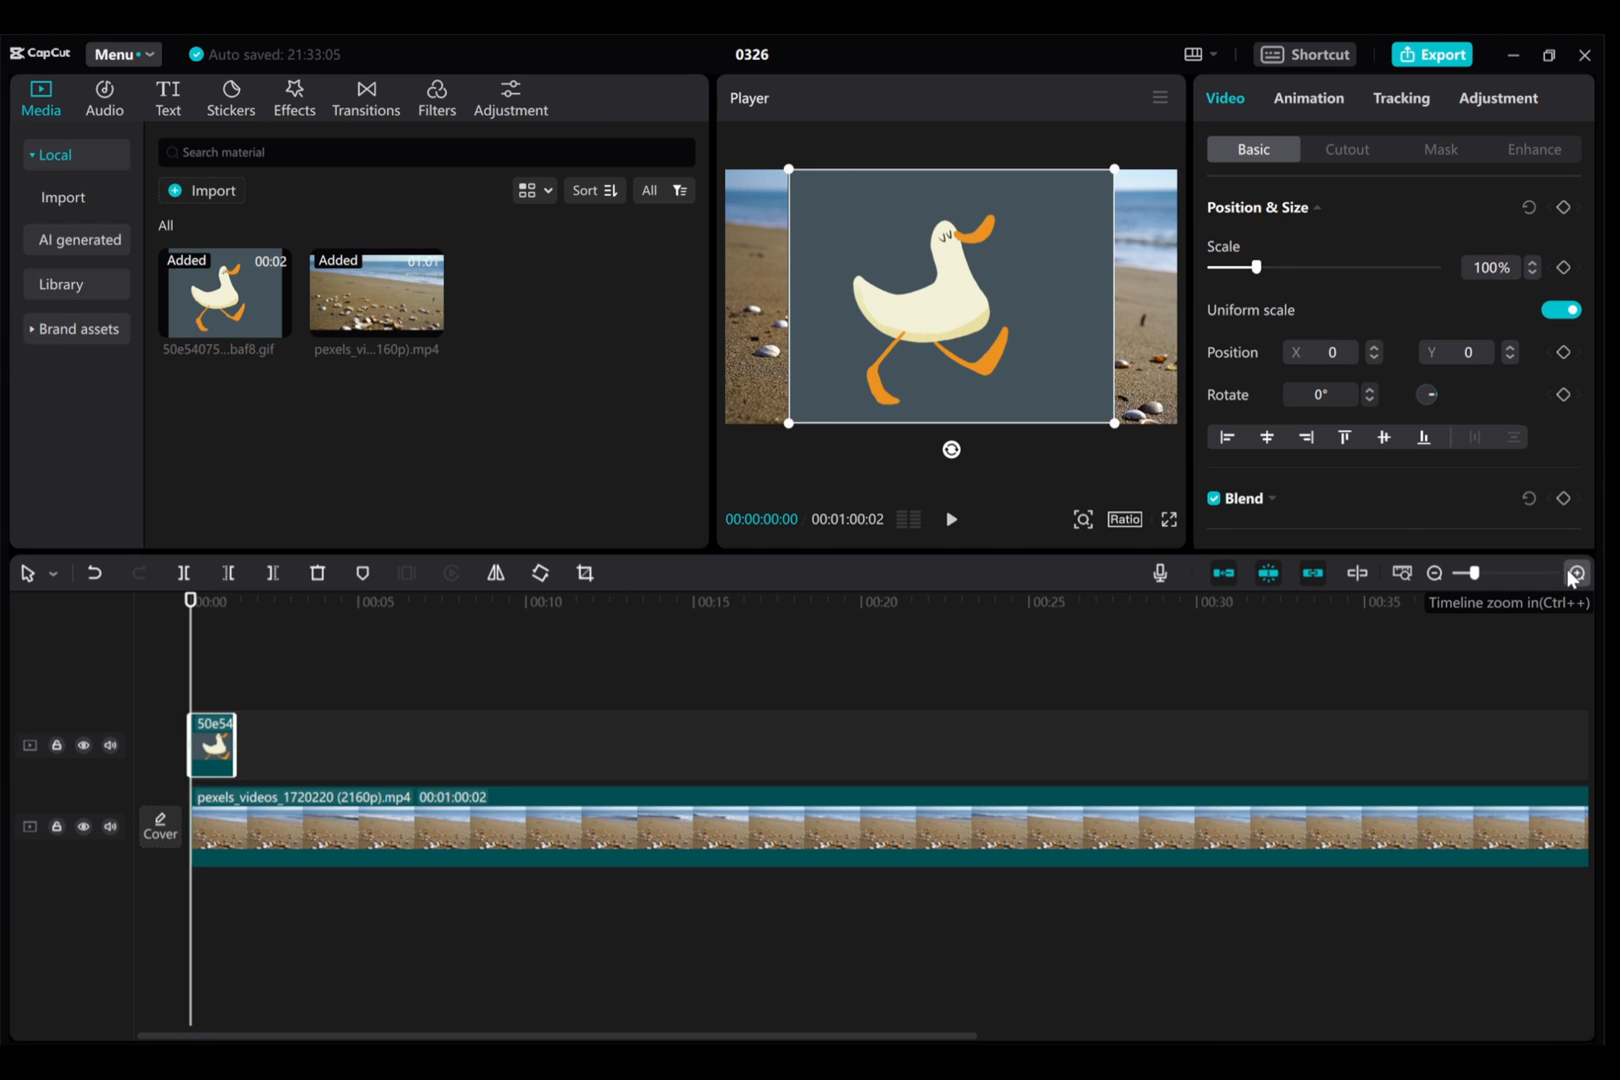 CapCut Menu Auto saved: 21:33:05 0326 Shortcut Export
Media Audio Text Stickers Effects Transitions Filters Adjustment
Local
Import
AI generated
Library
Brand assets
Search material
Import Sort All
All
Added 00:02
50e54075...baf8.gif
Added 01:01
pexels_vi...160p).mp4
Player
00:00:00:00 00:01:00:02 Ratio
Video Animation Tracking Adjustment
Basic Cutout Mask Enhance
Position & Size
Scale
100%
Uniform scale
Position X 0 Y 0
Rotate 0°
Blend
00:00 00:05 00:10 00:15 00:20 00:25 00:30 00:35
Timeline zoom in(Ctrl++)
50e54
pexels_videos_1720220 (2160p).mp4 00:01:00:02
Cover